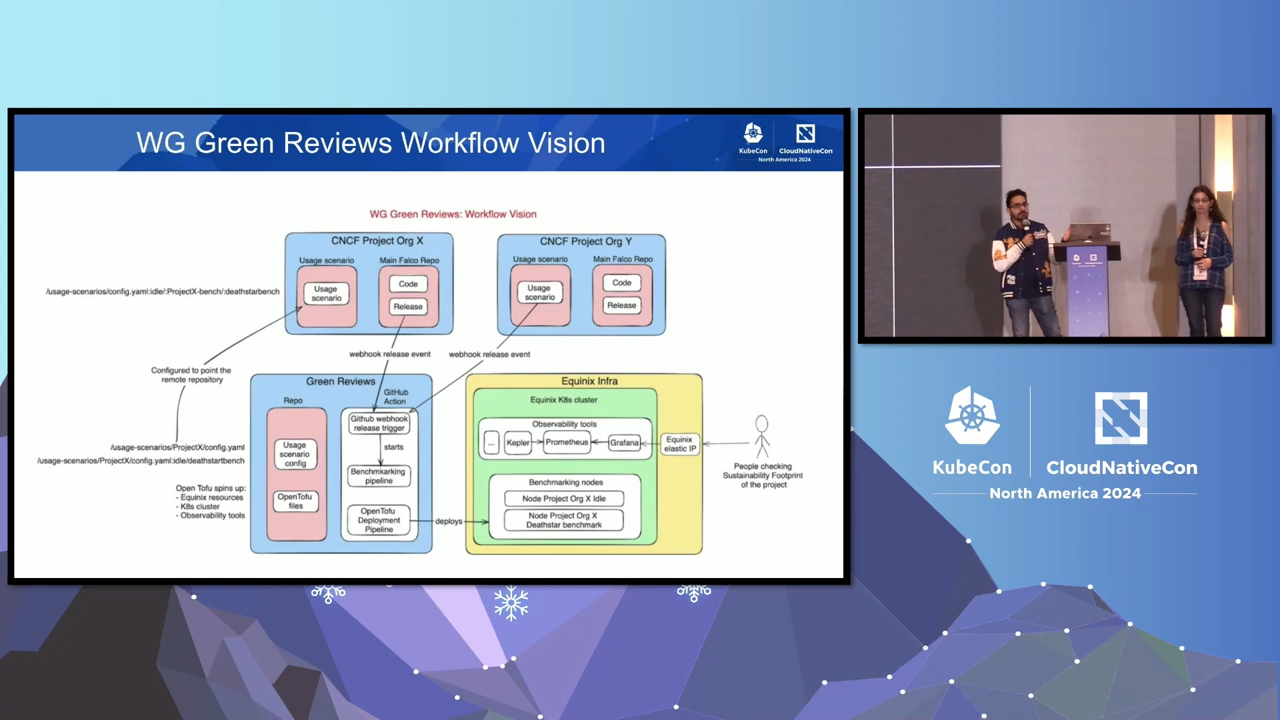 WG Green Reviews Workflow Vision
KubeCon
CloudNativeCon
North America 2024
WG Green Reviews: Workflow Vision
CNCF Project Org X
Usage scenario
Main Falco Repo
Usage
scenario
Code
Release
CNCF Project Org Y
Usage scenario
Main Falco Repo
Usage
scenario
Code
Release
/usage-scenarios/config.yaml:idle/:ProjectX-bench/:deathstarbench
webhook release event
webhook release event
Configured to point the
remote repository
/usage-scenarios/ProjectX/config.yaml
/usage-scenarios/ProjectX/config.yaml:idle/deathstartbench
Open Tofu spins up:
- Equinix resources
- K8s cluster
- Observability tools
Green Reviews
Repo
GitHub
Action
Usage
scenario
config
OpenTofu
files
Github webhook
release trigger
starts
Benchmkarking
pipeline
OpenTofu
Deployment
Pipeline
deploys
Equinix Infra
Equinix K8s cluster
Observability tools
...
Kepler
Prometheus
Grafana
Equinix
elastic IP
Benchmarking nodes
Node Project Org X Idle
Node Project Org X
Deathstar benchmark
People checking
Sustainability Footprint
of the project
KubeCon
CloudNativeCon
North America 2024